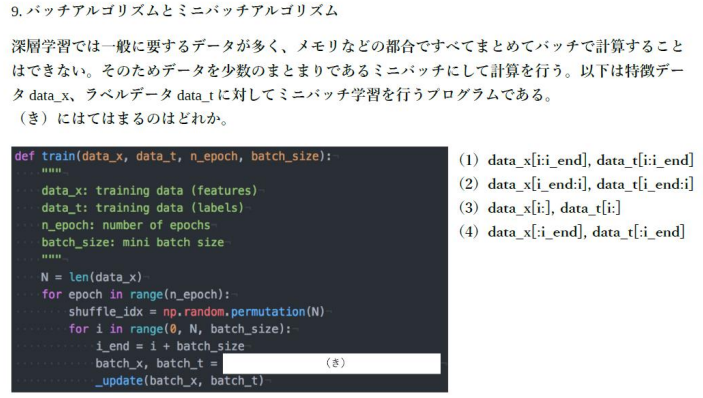 9. バッチアルゴリズムとミニバッチアルゴリズム
深層学習では一般に要するデータが多く、メモリなどの都合ですべてまとめてバッチで計算すること
はできない。そのためデータを少数のまとまりであるミニバッチにして計算を行う。以下は特徴デー
タ data_x、ラベルデータ data_t に対してミニバッチ学習を行うプログラムである。
（き）にはてはまるのはどれか。
def train(data_x, data_t, n_epoch, batch_size):
"""
data_x: training data (features)
data_t: training data (labels)
n_epoch: number of epochs
batch_size: mini batch size
"""
N = len(data_x)
for epoch in range(n_epoch):
shuffle_idx = np.random.permutation(N)
for i in range(0, N, batch_size):
i_end = i + batch_size
batch_x, batch_t = （き）
_update(batch_x, batch_t)
（1）data_x[i:i_end], data_t[i:i_end]
（2）data_x[i_end:i], data_t[i_end:i]
（3）data_x[i:], data_t[i:]
（4）data_x[:i_end], data_t[:i_end]